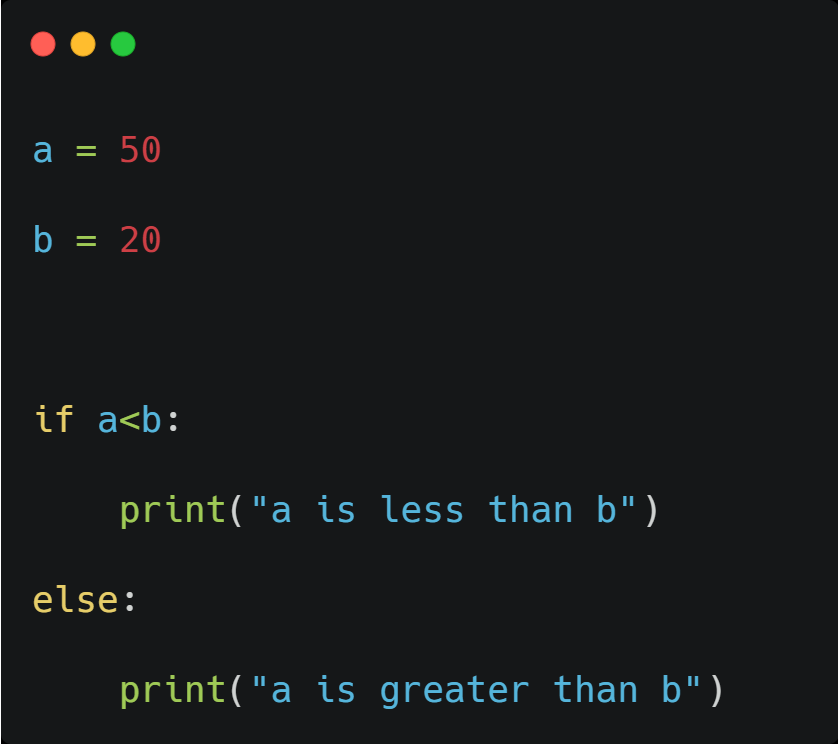 a = 50
b = 20
if a<b:
    print("a is less than b")
else:
    print("a is greater than b")